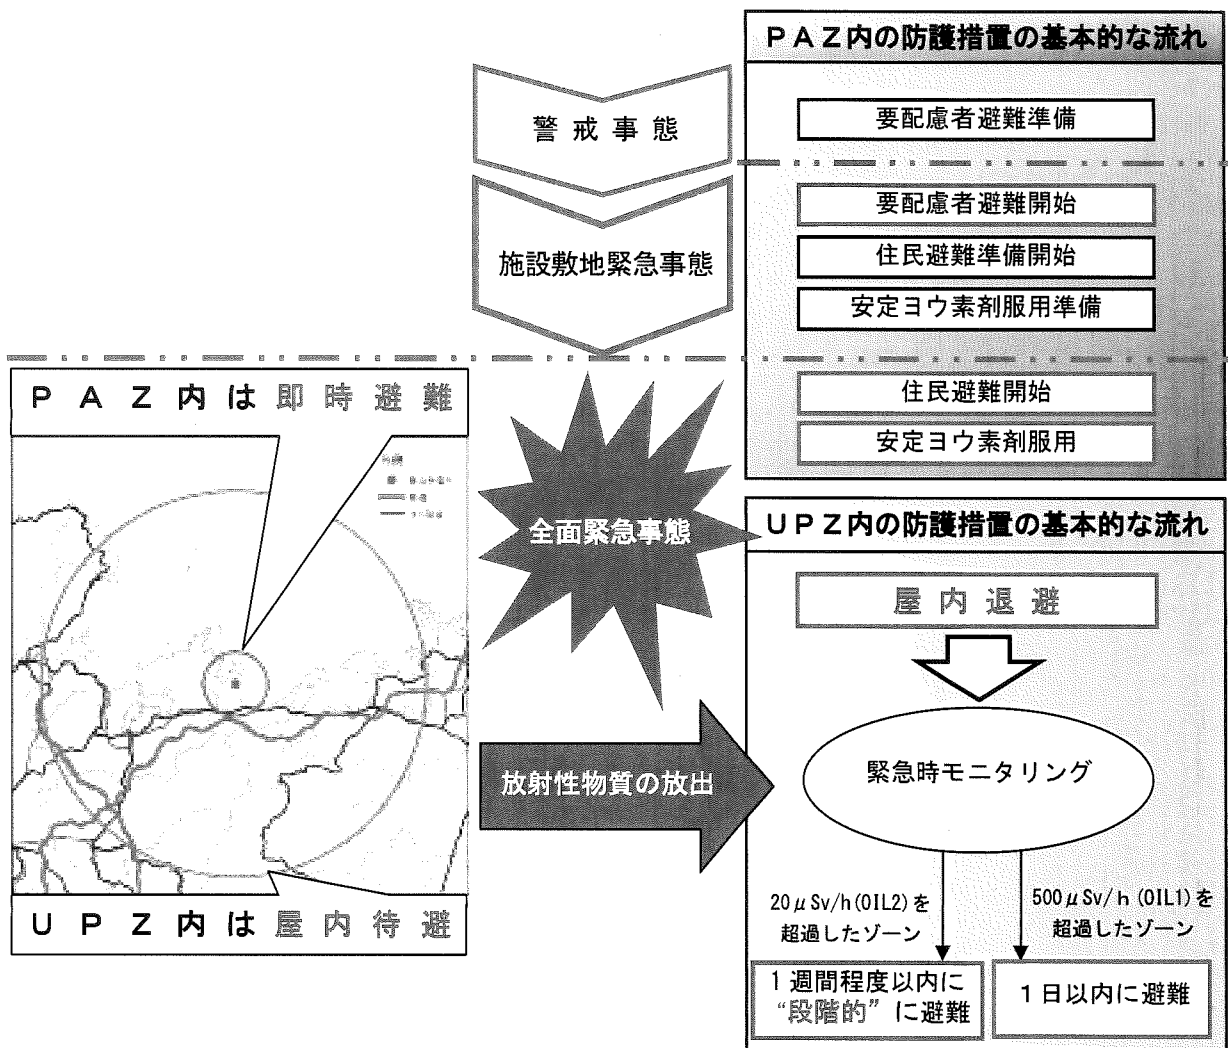 PAZ内の防護措置の基本的な流れ
警戒事態
要配慮者避難準備
施設敷地緊急事態
要配慮者避難開始
住民避難準備開始
安定ヨウ素剤服用準備
PAZ内は即時避難
全面緊急事態
住民避難開始
安定ヨウ素剤服用
UPZ内の防護措置の基本的な流れ
屋内退避
緊急時モニタリング
放射性物質の放出
20μSv/h(OIL2)を
超過したゾーン
500μSv/h(OIL1)を
超過したゾーン
1週間程度以内に
“段階的”に避難
1日以内に避難
UPZ内は屋内待避